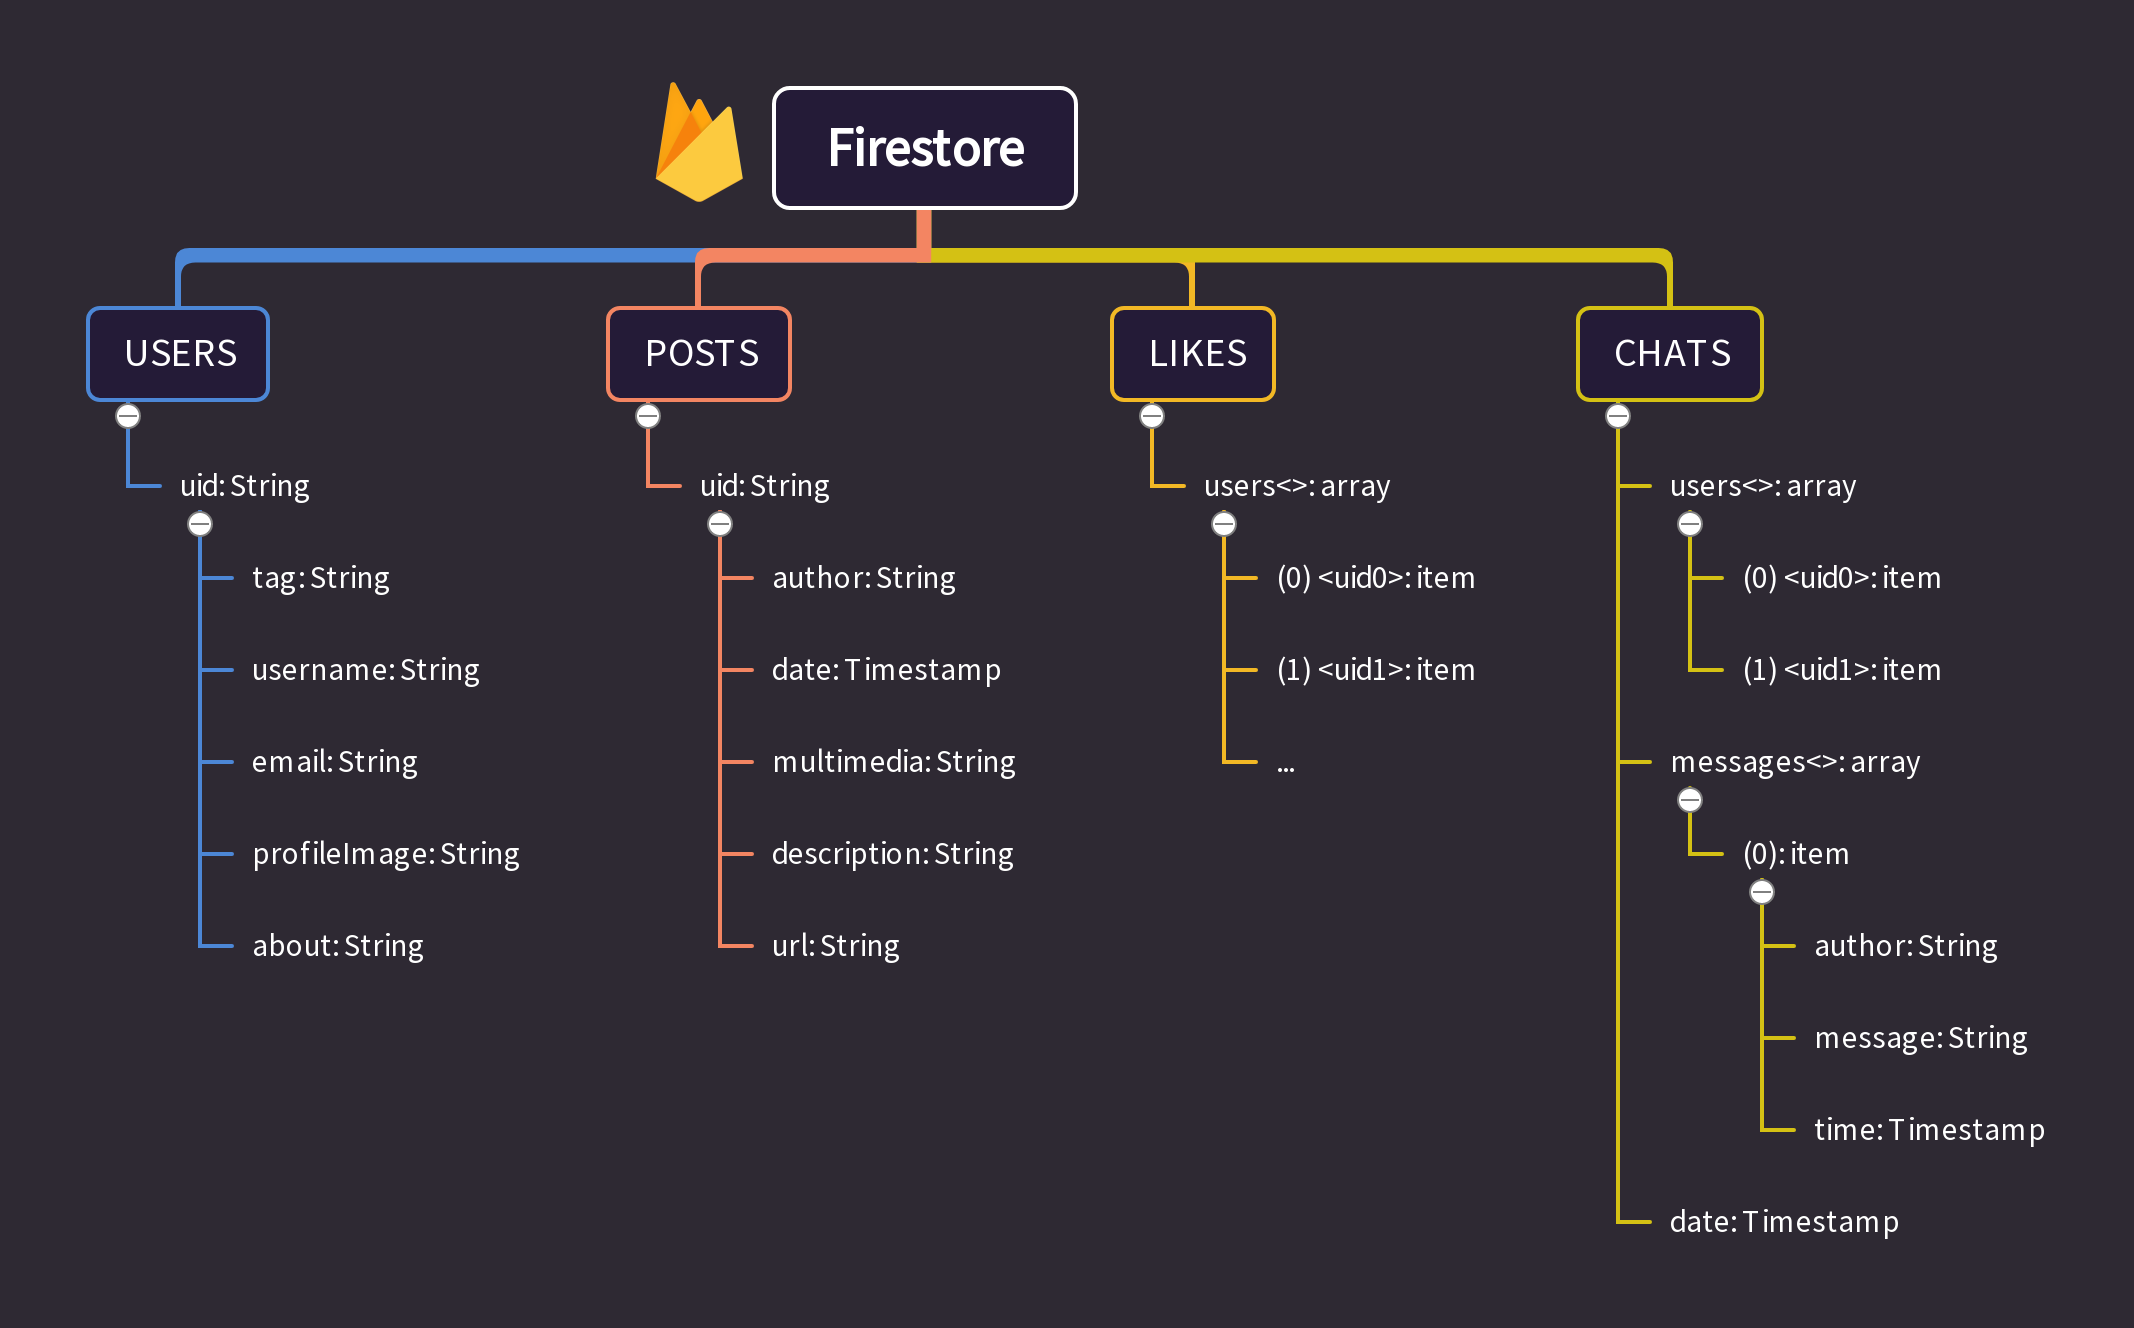 Firestore
USERS
uid: String
tag: String
username: String
email: String
profileImage: String
about: String
POSTS
uid: String
author: String
date: Timestamp
multimedia: String
description: String
url: String
LIKES
users<>: array
(0) <uid0>: item
(1) <uid1>: item
...
CHATS
users<>: array
(0) <uid0>: item
(1) <uid1>: item
messages<>: array
(0): item
author: String
message: String
time: Timestamp
date: Timestamp